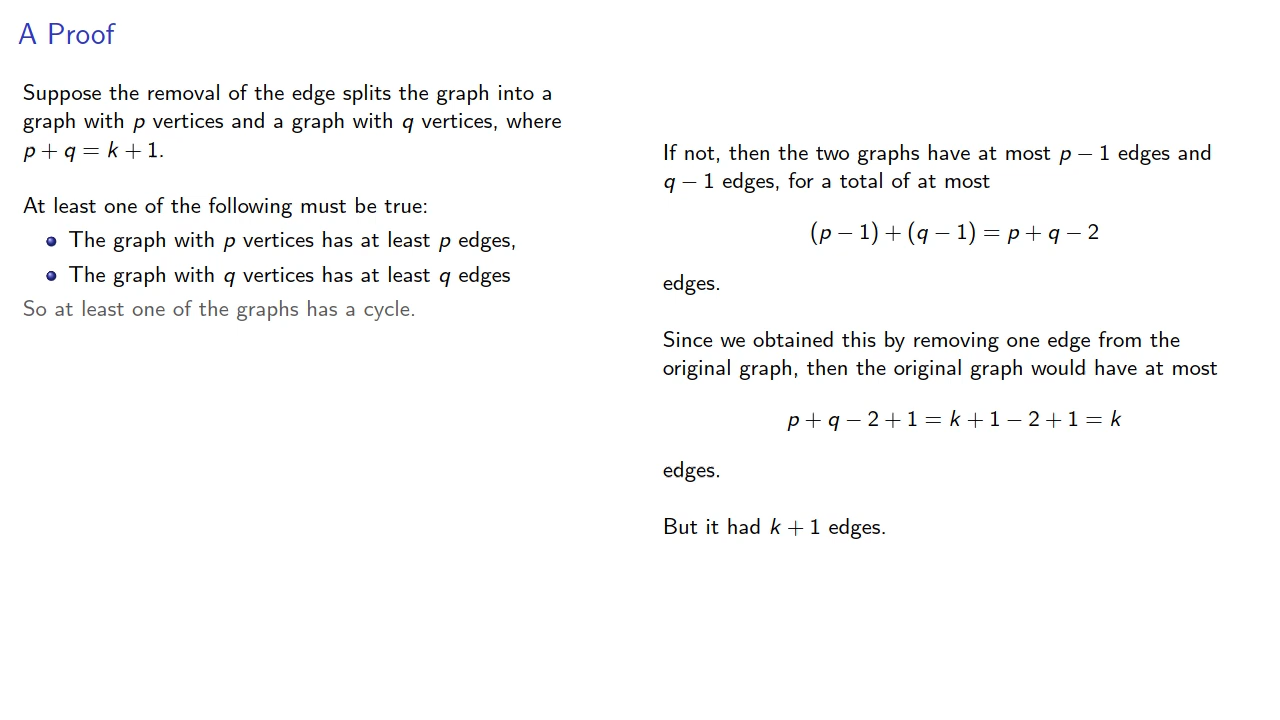 A Proof
Suppose the removal of the edge splits the graph into a
graph with p vertices and a graph with q vertices, where
p + q = k + 1.
At least one of the following must be true:
• The graph with p vertices has at least p edges,
• The graph with q vertices has at least q edges
So at least one of the graphs has a cycle.
If not, then the two graphs have at most p − 1 edges and
q − 1 edges, for a total of at most
(p − 1) + (q − 1) = p + q − 2
edges.
Since we obtained this by removing one edge from the
original graph, then the original graph would have at most
p + q − 2 + 1 = k + 1 − 2 + 1 = k
edges.
But it had k + 1 edges.